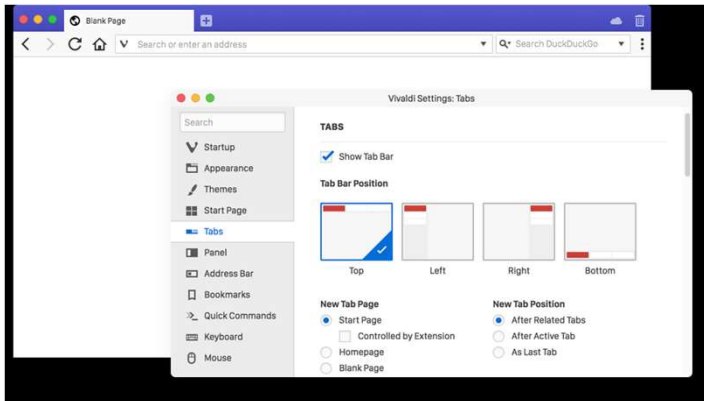 Blank Page
Search or enter an address
Search DuckDuckGo
Vivaldi Settings: Tabs
Search
Startup
Appearance
Themes
Start Page
Tabs
Panel
Address Bar
Bookmarks
Quick Commands
Keyboard
Mouse
TABS
Show Tab Bar
Tab Bar Position
Top Left Right Bottom
New Tab Page
Start Page
Controlled by Extension
Homepage
Blank Page
New Tab Position
After Related Tabs
After Active Tab
As Last Tab